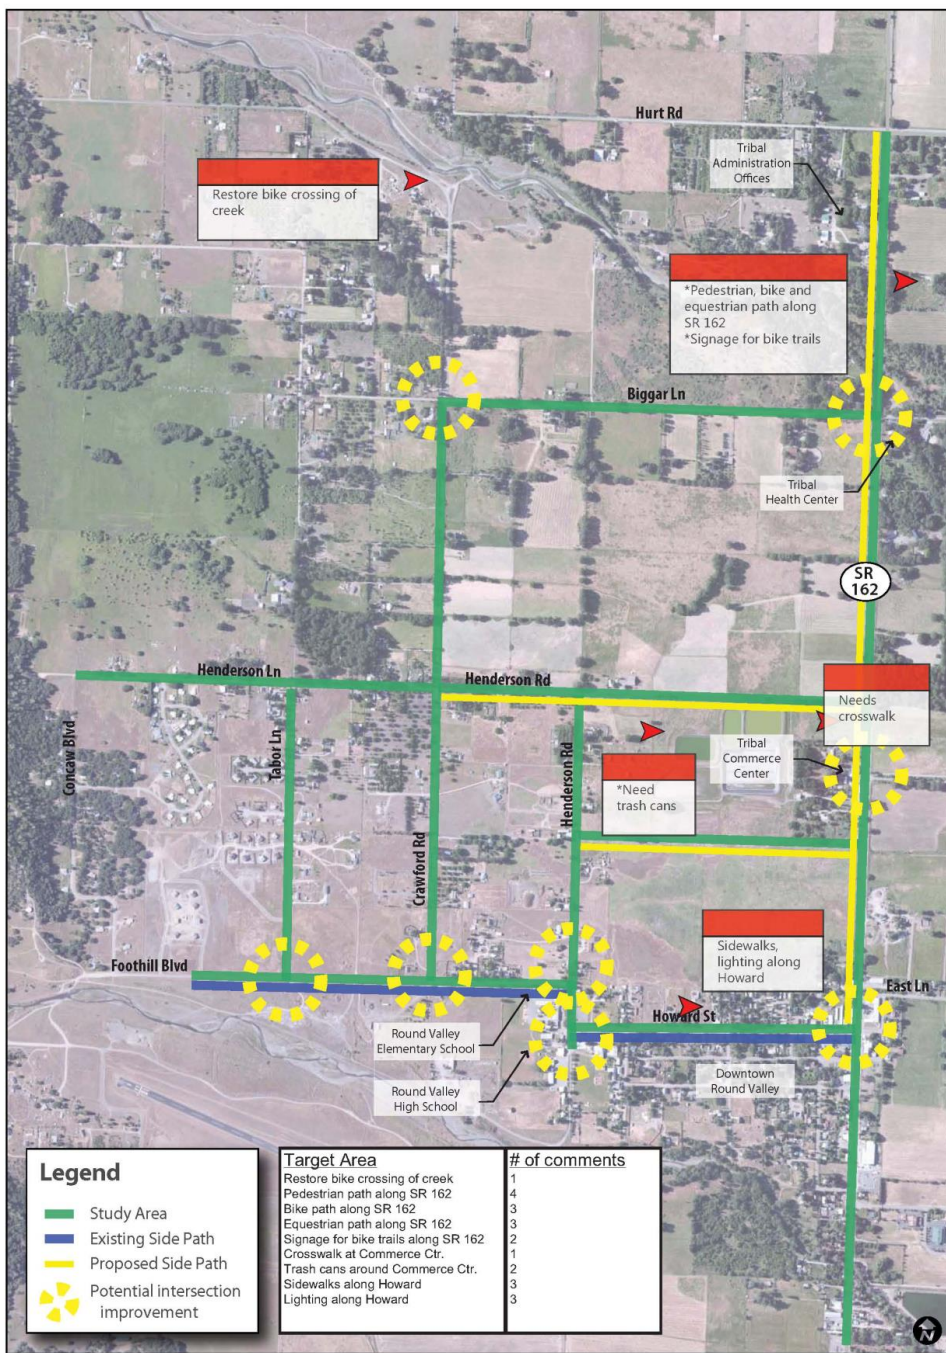 Hurt Rd
Tribal
Administration
Offices
Restore bike crossing of
creek
*Pedestrian, bike and
equestrian path along
SR 162
*Signage for bike trails
Biggar Ln
Tribal
Health Center
SR
162
Henderson Ln
Henderson Rd
Needs
crosswalk
Concaw Blvd
Tabor Ln
Crawford Rd
Henderson Rd
Tribal
Commerce
Center
*Need
trash cans
Sidewalks,
lighting along
Howard
Foothill Blvd
East Ln
Howard St
Round Valley
Elementary School
Round Valley
High School
Downtown
Round Valley
Legend
Study Area
Existing Side Path
Proposed Side Path
Potential intersection
improvement
Target Area # of comments
Restore bike crossing of creek 1
Pedestrian path along SR 162 4
Bike path along SR 162 3
Equestrian path along SR 162 3
Signage for bike trails along SR 162 2
Crosswalk at Commerce Ctr. 1
Trash cans around Commerce Ctr. 2
Sidewalks along Howard 3
Lighting along Howard 3
N